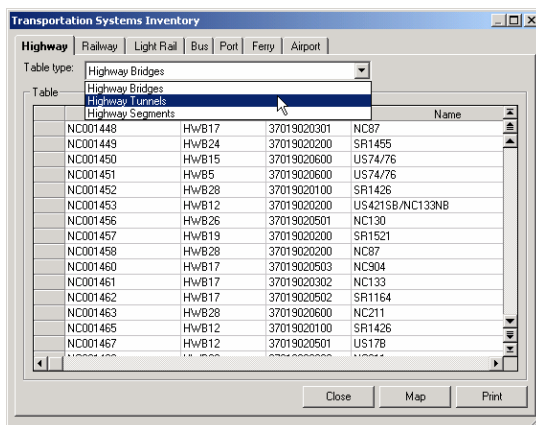 Transportation Systems Inventory
Highway Railway Light Rail Bus Port Ferry Airport
Table type: Highway Bridges
Highway Bridges
Table
Highway Tunnels
Highway Segments Name
NC001448 HWB17 37019020301 NC87
NC001449 HWB24 37019020200 SR1455
NC001450 HWB15 37019020600 US74/76
NC001451 HWB5 37019020600 US74/76
NC001452 HWB28 37019020100 SR1426
NC001453 HWB12 37019020200 US421SB/NC133NB
NC001456 HWB26 37019020501 NC130
NC001457 HWB19 37019020200 SR1521
NC001458 HWB28 37019020200 NC87
NC001460 HWB17 37019020503 NC904
NC001461 HWB17 37019020302 NC133
NC001462 HWB17 37019020502 SR1164
NC001463 HWB28 37019020600 NC211
NC001465 HWB12 37019020100 SR1426
NC001467 HWB12 37019020501 US17B
Close Map Print